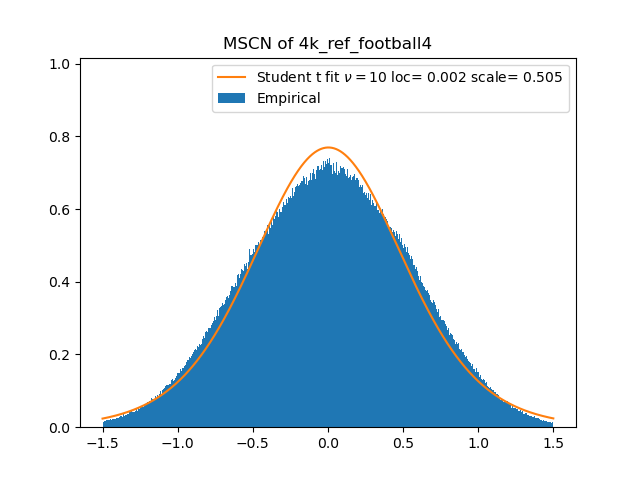 MSCN of 4k_ref_football4
Student t fit ν = 10 loc= 0.002 scale= 0.505
Empirical
1.0
0.8
0.6
0.4
0.2
0.0
−1.5 −1.0 −0.5 0.0 0.5 1.0 1.5